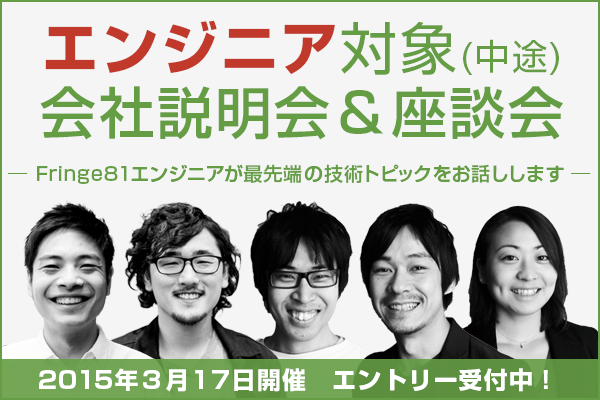 エンジニア対象(中途)
会社説明会＆座談会
― Fringe81エンジニアが最先端の技術トピックをお話しします ―
2015年３月17日開催　エントリー受付中！